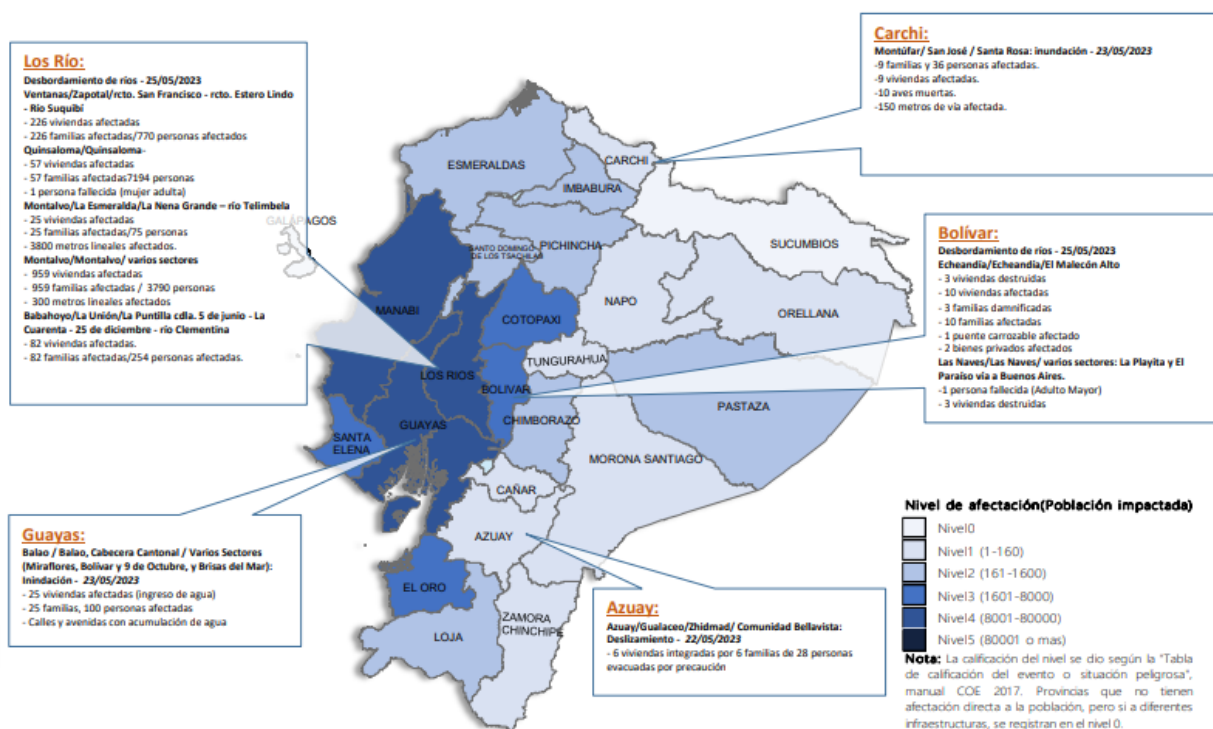 Los Río:
Desbordamiento de ríos - 25/05/2023
Ventanas/Zapotal/rcto. San Francisco - rcto. Estero Lindo
- Río Suquibí
- 226 viviendas afectadas
- 226 familias afectadas/770 personas afectados
Quinsaloma/Quinsaloma-
- 57 viviendas afectadas
- 57 familias afectadas7194 personas
- 1 persona fallecida (mujer adulta)
Montalvo/La Esmeralda/La Nena Grande – río Telimbela
- 25 viviendas afectadas
- 25 familias afectadas/75 personas
- 3800 metros lineales afectados.
Montalvo/Montalvo/ varios sectores
- 959 viviendas afectadas
- 959 familias afectadas / 3790 personas
- 300 metros lineales afectados
Babahoyo/La Unión/La Puntilla cdla. 5 de junio - La
Cuarenta - 25 de diciembre - río Clementina
- 82 viviendas afectadas.
- 82 familias afectadas/254 personas afectadas.
Carchi:
Montúfar/ San José / Santa Rosa: inundación - 23/05/2023
-9 familias y 36 personas afectadas.
-9 viviendas afectadas.
-10 aves muertas.
-150 metros de vía afectada.
Bolívar:
Desbordamiento de ríos - 25/05/2023
Echeandía/Echeandía/El Malecón Alto
- 3 viviendas destruidas
- 10 viviendas afectadas
- 3 familias damnificadas
- 10 familias afectadas
- 1 puente carrozable afectado
- 2 bienes privados afectados
Las Naves/Las Naves/ varios sectores: La Playita y El
Paraíso vía a Buenos Aires.
-1 persona fallecida (Adulto Mayor)
- 3 viviendas destruidas
ESMERALDAS
CARCHI
IMBABURA
GALÁPAGOS
SUCUMBIOS
PICHINCHA
SANTO DOMINGO
DE LOS TSACHILAS
NAPO
MANABI
COTOPAXI
ORELLANA
TUNGURAHUA
LOS RIOS
BOLIVAR
PASTAZA
CHIMBORAZO
GUAYAS
SANTA
ELENA
MORONA SANTIAGO
CAÑAR
AZUAY
EL ORO
ZAMORA
CHINCHIPE
LOJA
Guayas:
Balao / Balao, Cabecera Cantonal / Varios Sectores
(Miraflores, Bolívar y 9 de Octubre, y Brisas del Mar):
Inindación - 23/05/2023
- 25 viviendas afectadas (ingreso de agua)
- 25 familias, 100 personas afectadas
- Calles y avenidas con acumulación de agua
Azuay:
Azuay/Gualaceo/Zhidmad/ Comunidad Bellavista:
Deslizamiento - 22/05/2023
- 6 viviendas integradas por 6 familias de 28 personas
evacuadas por precaución
Nivel de afectación(Población impactada)
Nivel0
Nivel1 (1-160)
Nivel2 (161-1600)
Nivel3 (1601-8000)
Nivel4 (8001-80000)
Nivel5 (80001 o mas)
Nota: La calificación del nivel se dio según la "Tabla
de calificación del evento o situación peligrosa",
manual COE 2017. Provincias que no tienen
afectación directa a la población, pero si a diferentes
infraestructuras, se registran en el nivel 0.